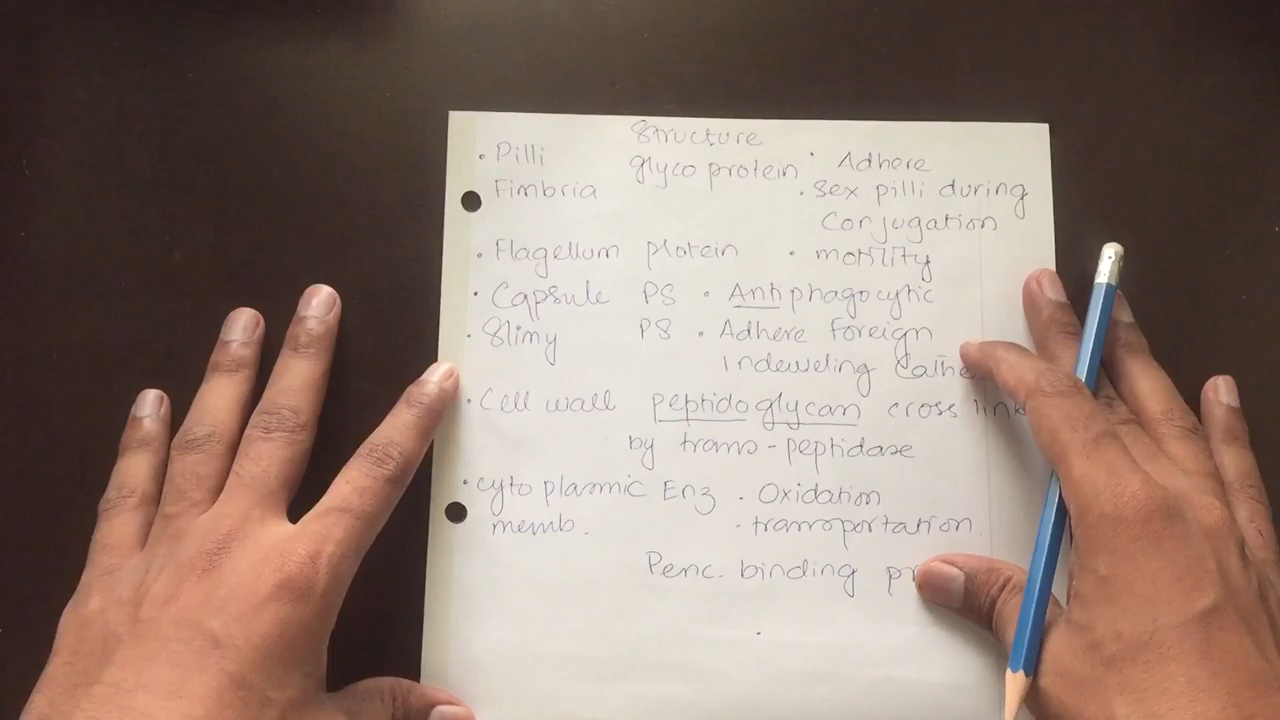 Structure
• Pilli glyco protein • Adhere
Fimbria • Sex pilli during
Conjugation
• Flagellum protein • motility
• Capsule PS • Antiphagocytic
• Slimy PS • Adhere Foreign
Indeweling
• Cell wall peptidoglycan cross link
by trans-peptidase
• cyto plasmic Enz • Oxidation
memb. • transportation
Penc. binding